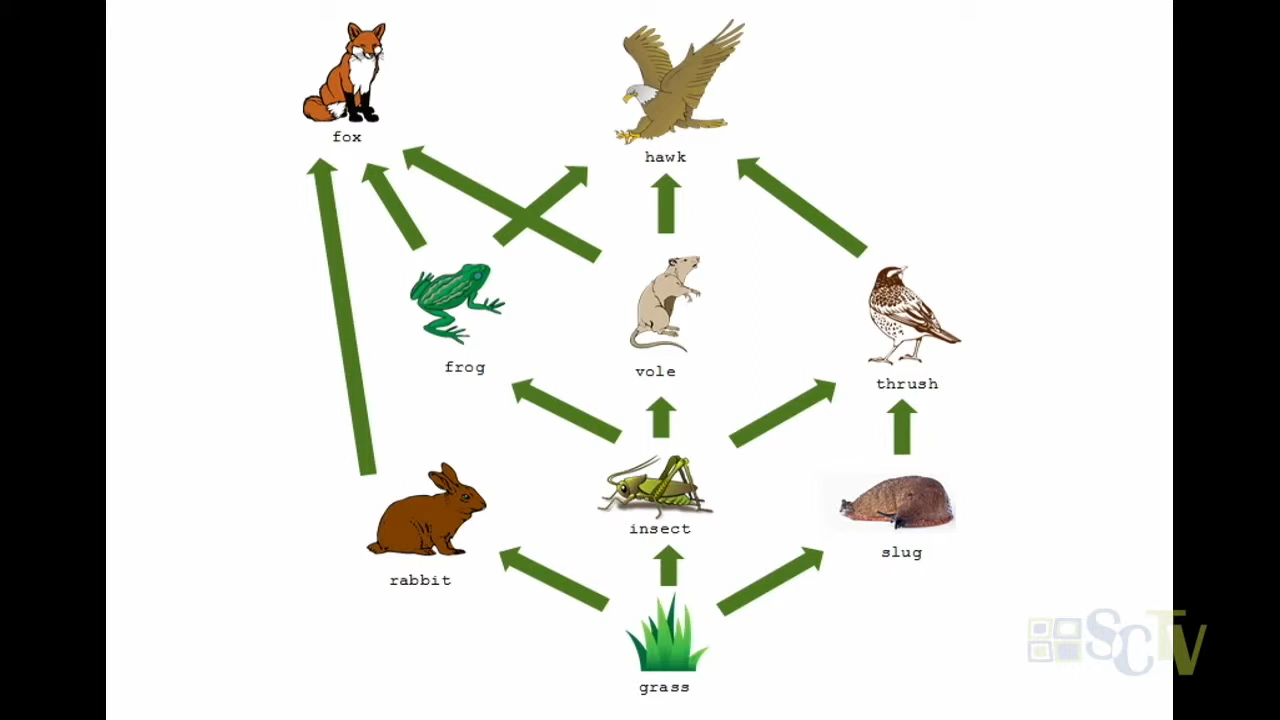 fox
hawk
frog
vole
thrush
insect
slug
rabbit
grass
SCTV